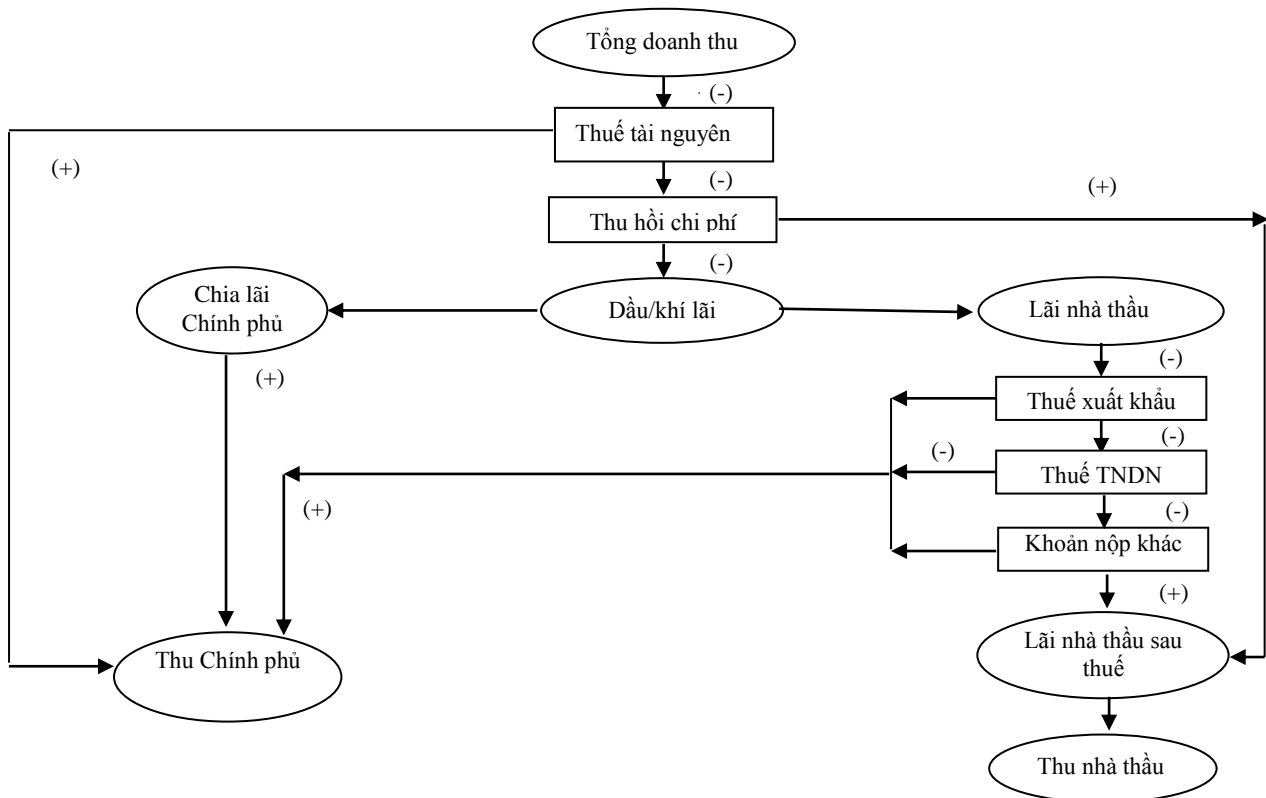 Tổng doanh thu
(-)
Thuế tài nguyên
(+)
(-)
(+)
Thu hồi chi phí
(-)
Chia lãi
Chính phủ
Dầu/khí lãi
Lãi nhà thầu
(-)
(+)
Thuế xuất khẩu
(-)
(-)
Thuế TNDN
(+)
(-)
Khoản nộp khác
(+)
Thu Chính phủ
Lãi nhà thầu sau
thuế
Thu nhà thầu